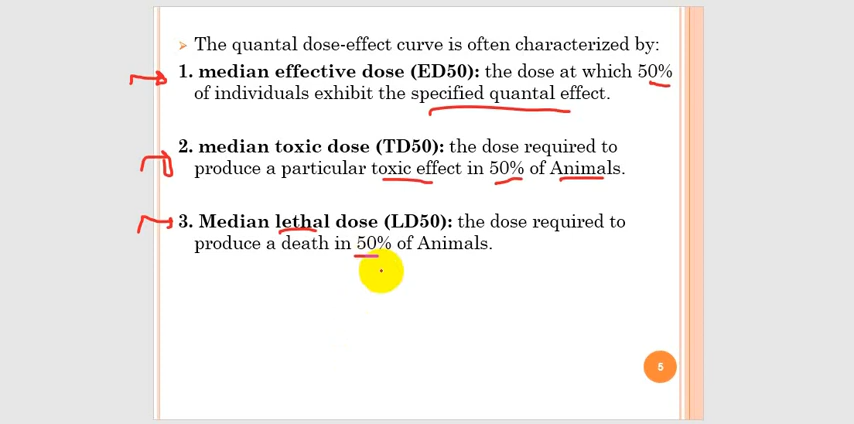 ➤ The quantal dose-effect curve is often characterized by:
1. median effective dose (ED50): the dose at which 50%
of individuals exhibit the specified quantal effect.
2. median toxic dose (TD50): the dose required to
produce a particular toxic effect in 50% of Animals.
3. Median lethal dose (LD50): the dose required to
produce a death in 50% of Animals.
5